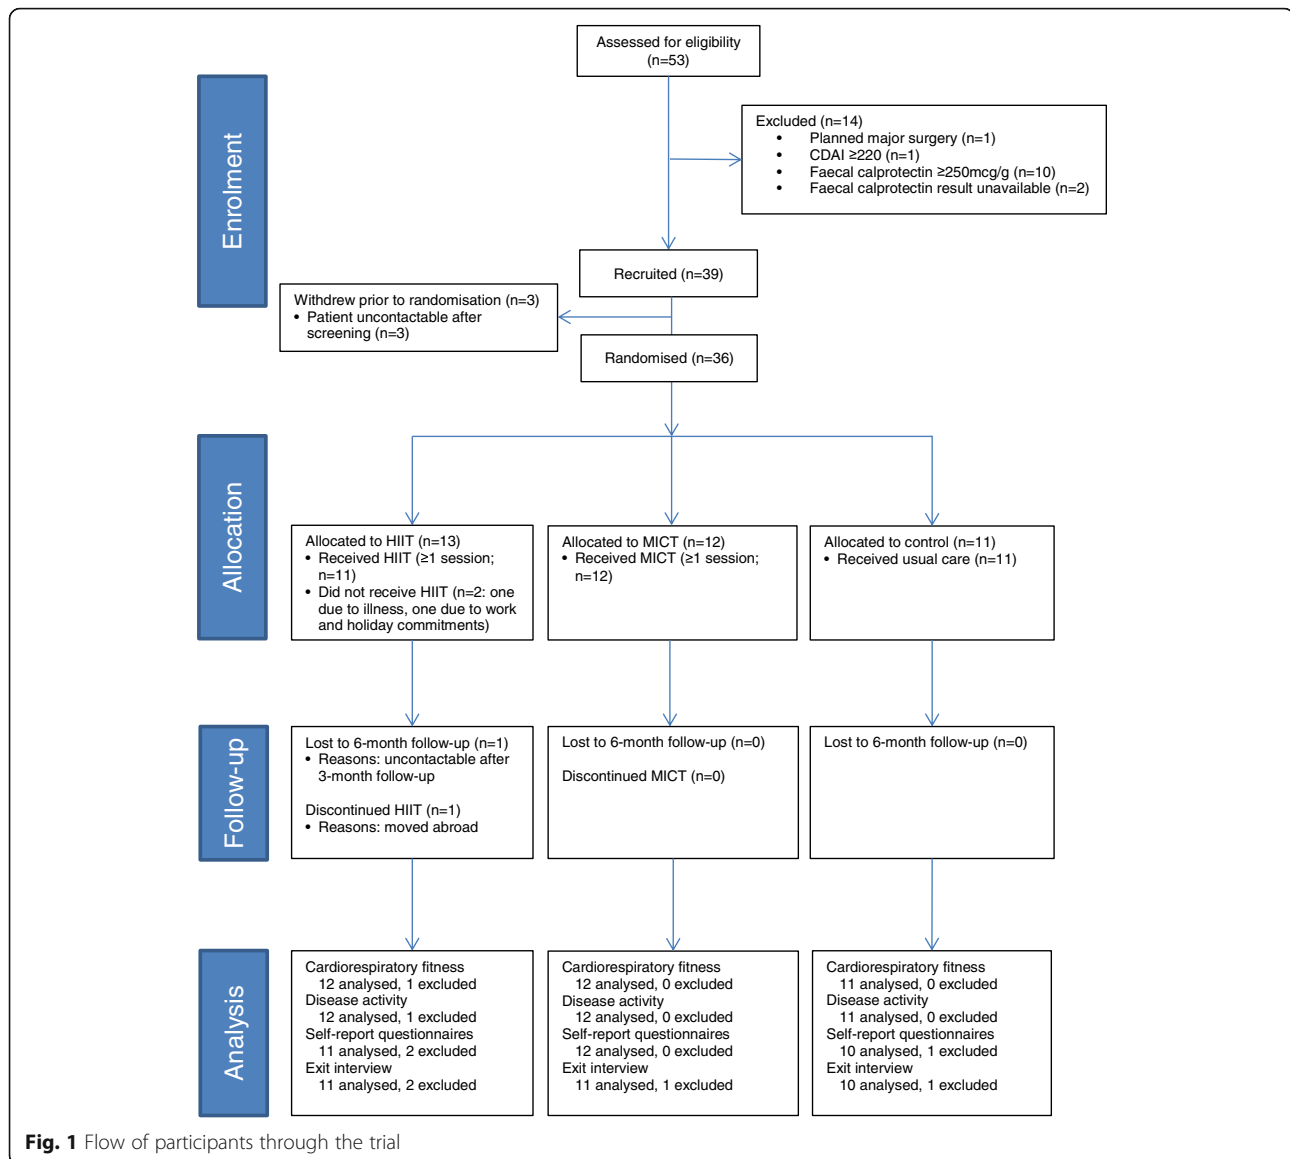 Assessed for eligibility
(n=53)
Enrolment
Excluded (n=14)
• Planned major surgery (n=1)
• CDAI ≥220 (n=1)
• Faecal calprotectin ≥250mcg/g (n=10)
• Faecal calprotectin result unavailable (n=2)
Recruited (n=39)
Withdrew prior to randomisation (n=3)
• Patient uncontactable after
screening (n=3)
Randomised (n=36)
Allocation
Allocated to HIIT (n=13)
• Received HIIT (≥1 session;
n=11)
• Did not receive HIIT (n=2: one
due to illness, one due to work
and holiday commitments)
Allocated to MICT (n=12)
• Received MICT (≥1 session;
n=12)
Allocated to control (n=11)
• Received usual care (n=11)
Follow-up
Lost to 6-month follow-up (n=1)
• Reasons: uncontactable after
3-month follow-up
Discontinued HIIT (n=1)
• Reasons: moved abroad
Lost to 6-month follow-up (n=0)
Discontinued MICT (n=0)
Lost to 6-month follow-up (n=0)
Analysis
Cardiorespiratory fitness
12 analysed, 1 excluded
Disease activity
12 analysed, 1 excluded
Self-report questionnaires
11 analysed, 2 excluded
Exit interview
11 analysed, 2 excluded
Cardiorespiratory fitness
12 analysed, 0 excluded
Disease activity
12 analysed, 0 excluded
Self-report questionnaires
12 analysed, 0 excluded
Exit interview
11 analysed, 1 excluded
Cardiorespiratory fitness
11 analysed, 0 excluded
Disease activity
11 analysed, 0 excluded
Self-report questionnaires
10 analysed, 1 excluded
Exit interview
10 analysed, 1 excluded
Fig. 1 Flow of participants through the trial